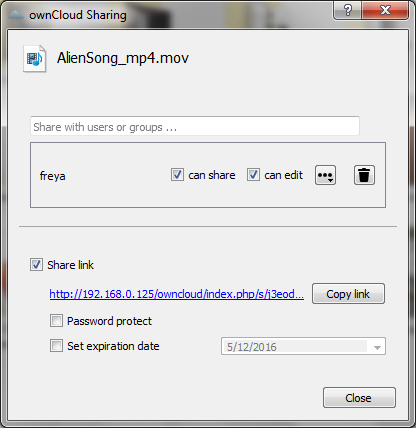 ownCloud Sharing
AlienSong_mp4.mov
Share with users or groups ...
freya can share can edit
Share link
http://192.168.0.125/owncloud/index.php/s/j3eod... Copy link
Password protect
Set expiration date 5/12/2016
Close